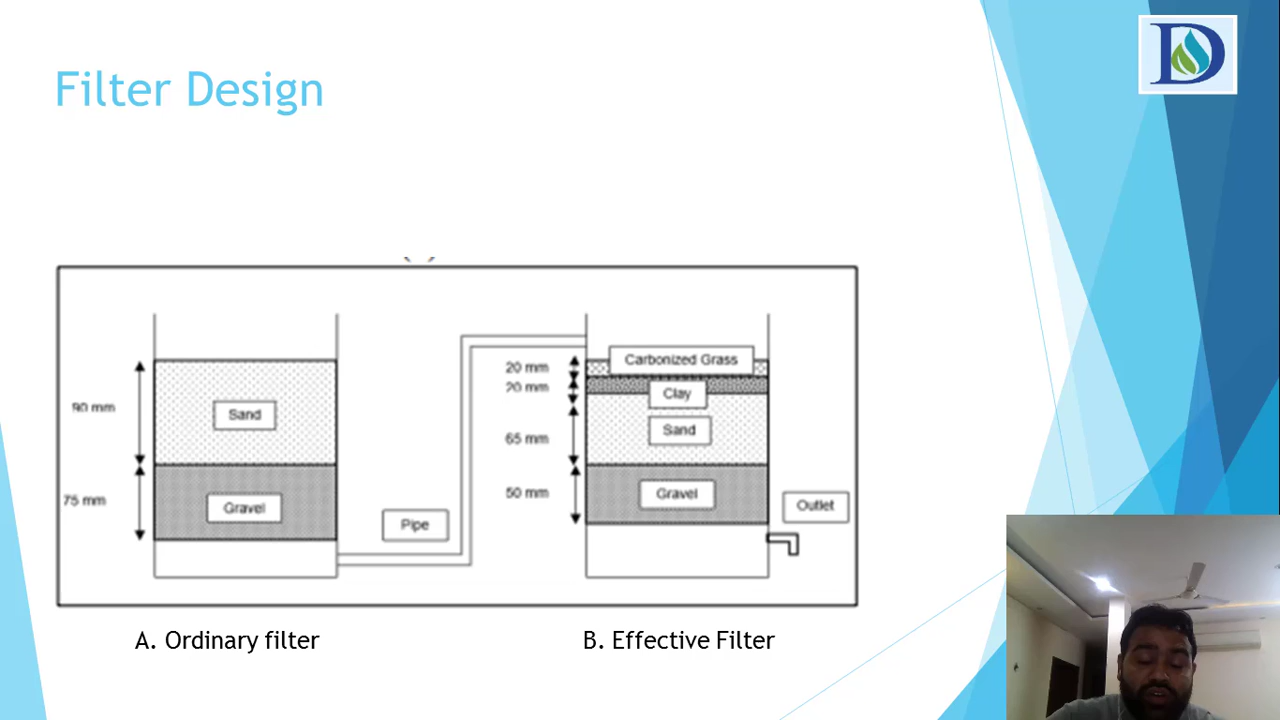 Filter Design
D
90 mm
Sand
75 mm
Gravel
Pipe
20 mm
Carbonized Grass
20 mm
Clay
65 mm
Sand
50 mm
Gravel
Outlet
A. Ordinary filter
B. Effective Filter